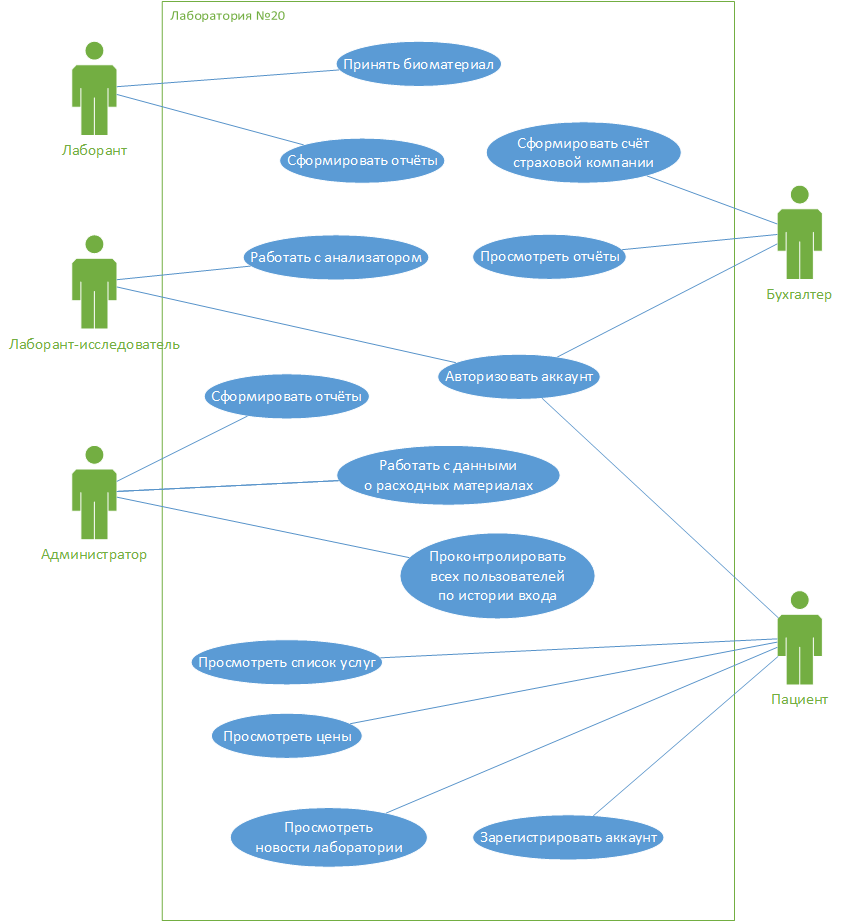 Лаборатория №20
Принять биоматериал
Лаборант
Сформировать отчёты
Сформировать счёт
страховой компании
Работать с анализатором
Просмотреть отчёты
Бухгалтер
Лаборант-исследователь
Авторизовать аккаунт
Сформировать отчёты
Работать с данными
о расходных материалах
Администратор
Проконтролировать
всех пользователей
по истории входа
Просмотреть список услуг
Пациент
Просмотреть цены
Просмотреть
новости лаборатории
Зарегистрировать аккаунт